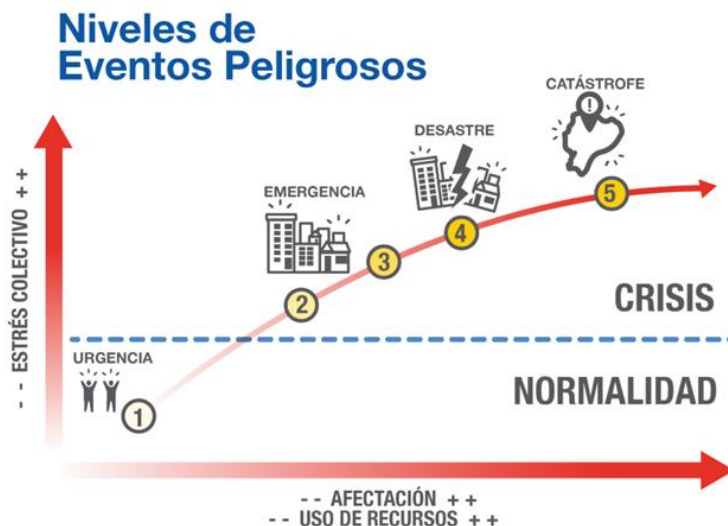 Niveles de
Eventos Peligrosos
CATÁSTROFE
DESASTRE
EMERGENCIA
URGENCIA
1
2
3
4
5
CRISIS
NORMALIDAD
- - ESTRÉS COLECTIVO + +
- - AFECTACIÓN + +
- - USO DE RECURSOS + +